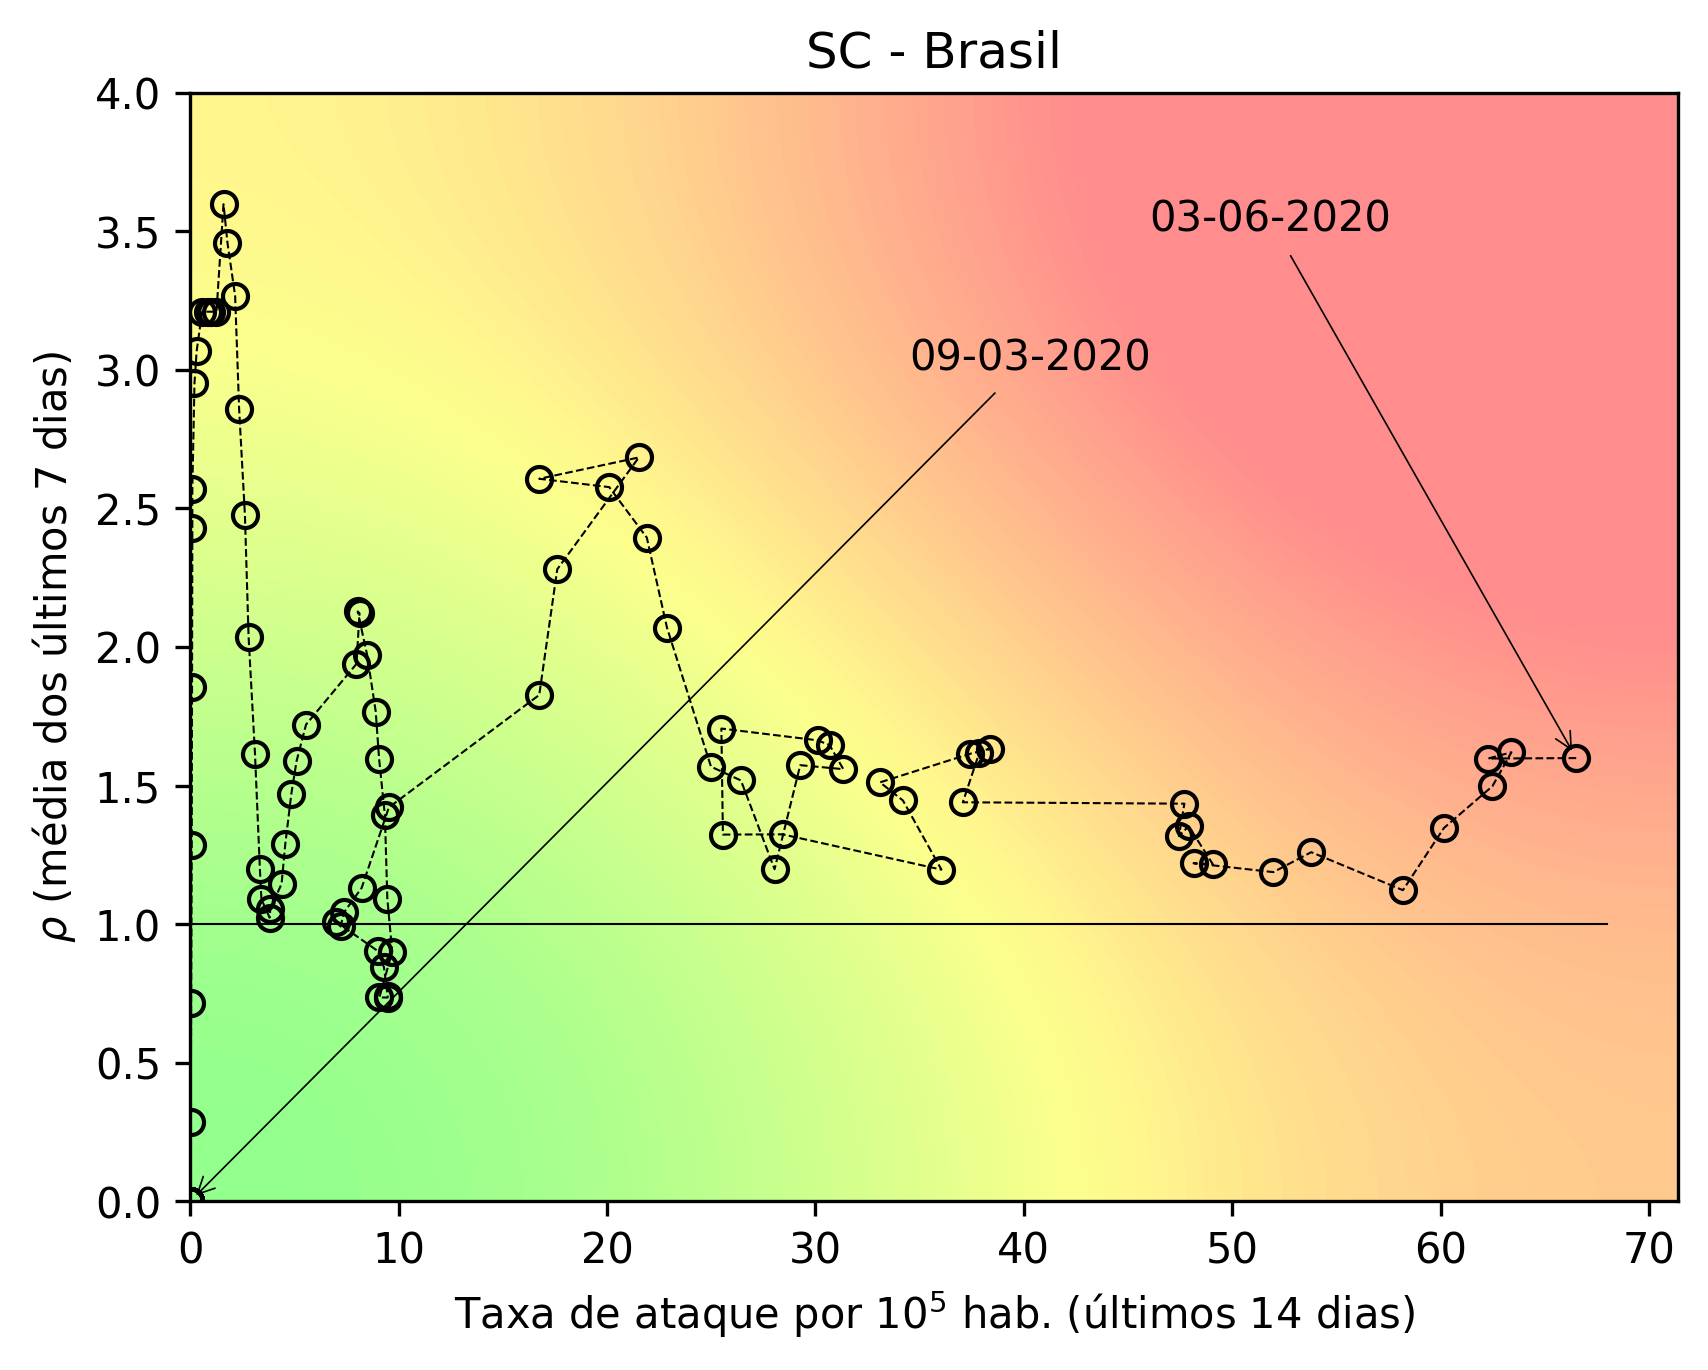 SC - Brasil
4.0
3.5
3.0
2.5
2.0
1.5
1.0
0.5
0.0
ρ (média dos últimos 7 dias)
03-06-2020
09-03-2020
0 10 20 30 40 50 60 70
Taxa de ataque por 10⁵ hab. (últimos 14 dias)